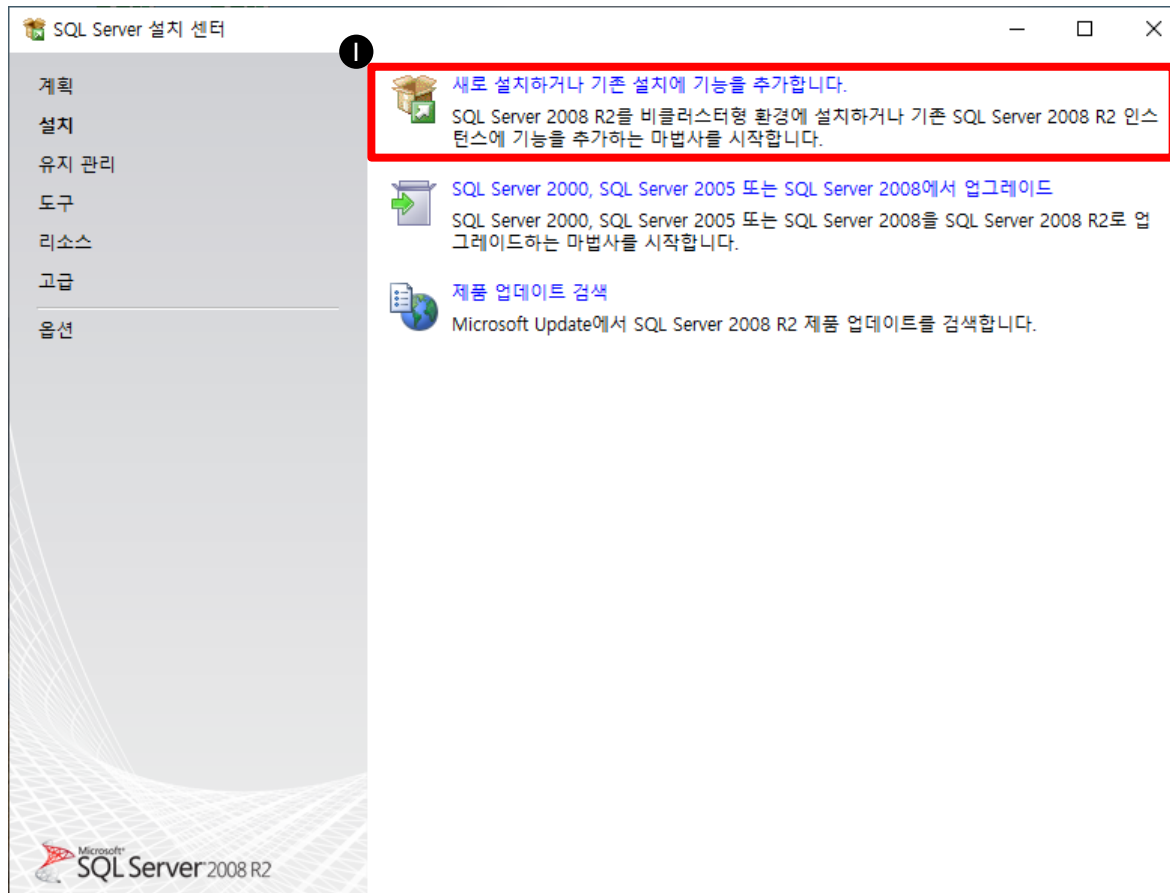 SQL Server 설치 센터
1
계획
설치
유지 관리
도구
리소스
고급
옵션
새로 설치하거나 기존 설치에 기능을 추가합니다.
SQL Server 2008 R2를 비클러스터형 환경에 설치하거나 기존 SQL Server 2008 R2 인스
턴스에 기능을 추가하는 마법사를 시작합니다.
SQL Server 2000, SQL Server 2005 또는 SQL Server 2008에서 업그레이드
SQL Server 2000, SQL Server 2005 또는 SQL Server 2008을 SQL Server 2008 R2로 업
그레이드하는 마법사를 시작합니다.
제품 업데이트 검색
Microsoft Update에서 SQL Server 2008 R2 제품 업데이트를 검색합니다.
Microsoft®
SQL Server® 2008 R2